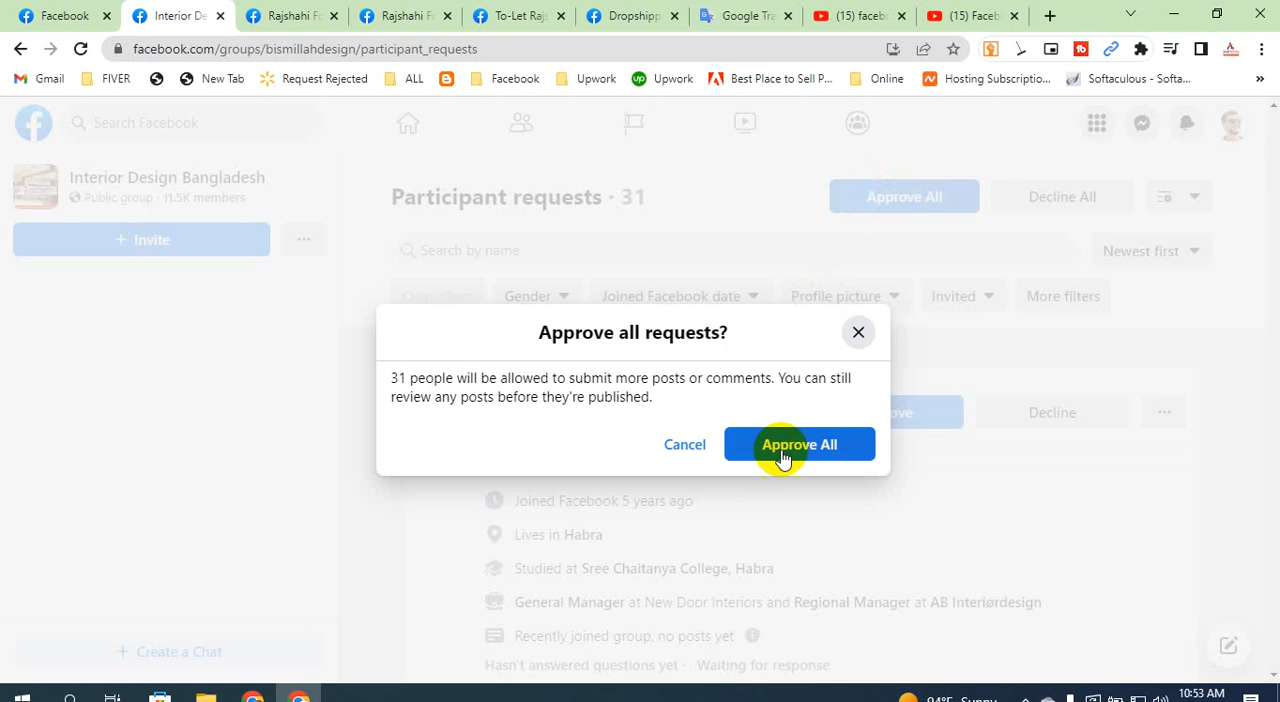 Facebook
Interior De
Rajshahi Fo
Rajshahi Fo
To-Let Rajs
Dropshipp
Google Tra
(15) faceb
(15) Faceb
facebook.com/groups/bismillahdesign/participant_requests
Gmail
FIVER
New Tab
Request Rejected
ALL
Facebook
Upwork
Upwork
Best Place to Sell P...
Online
Hosting Subscriptio...
Softaculous - Softa...
»
Search Facebook
Interior Design Bangladesh
Public group · 11.5K members
+ Invite
Participant requests · 31
Approve All
Decline All
Search by name
Newest first
Gender
Joined Facebook date
Profile picture
Invited
More filters
Approve all requests?
31 people will be allowed to submit more posts or comments. You can still
review any posts before they're published.
Cancel
Approve All
Decline
Joined Facebook 5 years ago
Lives in Habra
Studied at Sree Chaitanya College, Habra
General Manager at New Door Interiors and Regional Manager at AB Interiørdesign
Recently joined group, no posts yet
Hasn't answered questions yet · Waiting for response
+ Create a Chat
94°F Sunny
10:53 AM